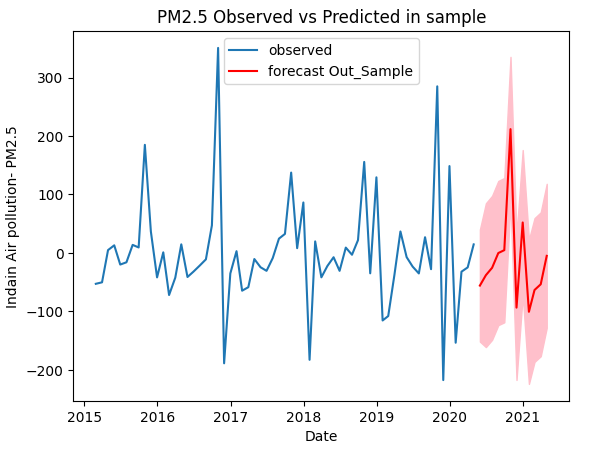 PM2.5 Observed vs Predicted in sample
observed
forecast Out_Sample
Indain Air pollution- PM2.5
300
200
100
0
−100
−200
2015 2016 2017 2018 2019 2020 2021
Date